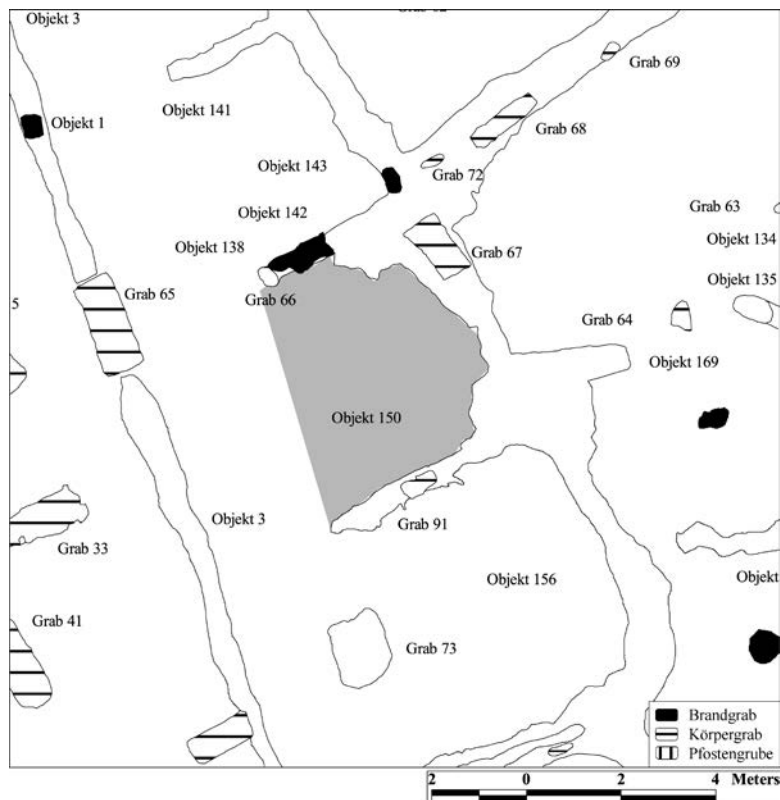 Objekt 3
Grab 69
Objekt 141
Objekt 1
Grab 68
Objekt 143
Grab 72
Objekt 142
Grab 63
Objekt 138
Grab 67
Objekt 134
Objekt 135
Grab 65
Grab 66
5
Grab 64
Objekt 169
Objekt 150
Objekt 3
Grab 91
Grab 33
Objekt 156
Objekt
Grab 41
Grab 73
Brandgrab
Körpergrab
Pfostengrube
2 0 2 4 Meters